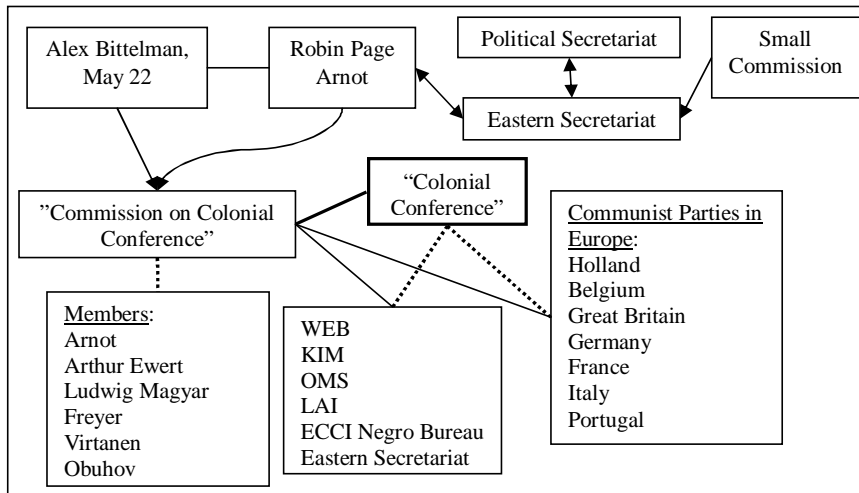 Alex Bittelman,
May 22
Robin Page
Arnot
Political Secretariat
Small
Commission
Eastern Secretariat
”Commission on Colonial
Conference”
“Colonial
Conference”
Communist Parties in
Europe:
Holland
Belgium
Great Britain
Germany
France
Italy
Portugal
Members:
Arnot
Arthur Ewert
Ludwig Magyar
Freyer
Virtanen
Obuhov
WEB
KIM
OMS
LAI
ECCI Negro Bureau
Eastern Secretariat